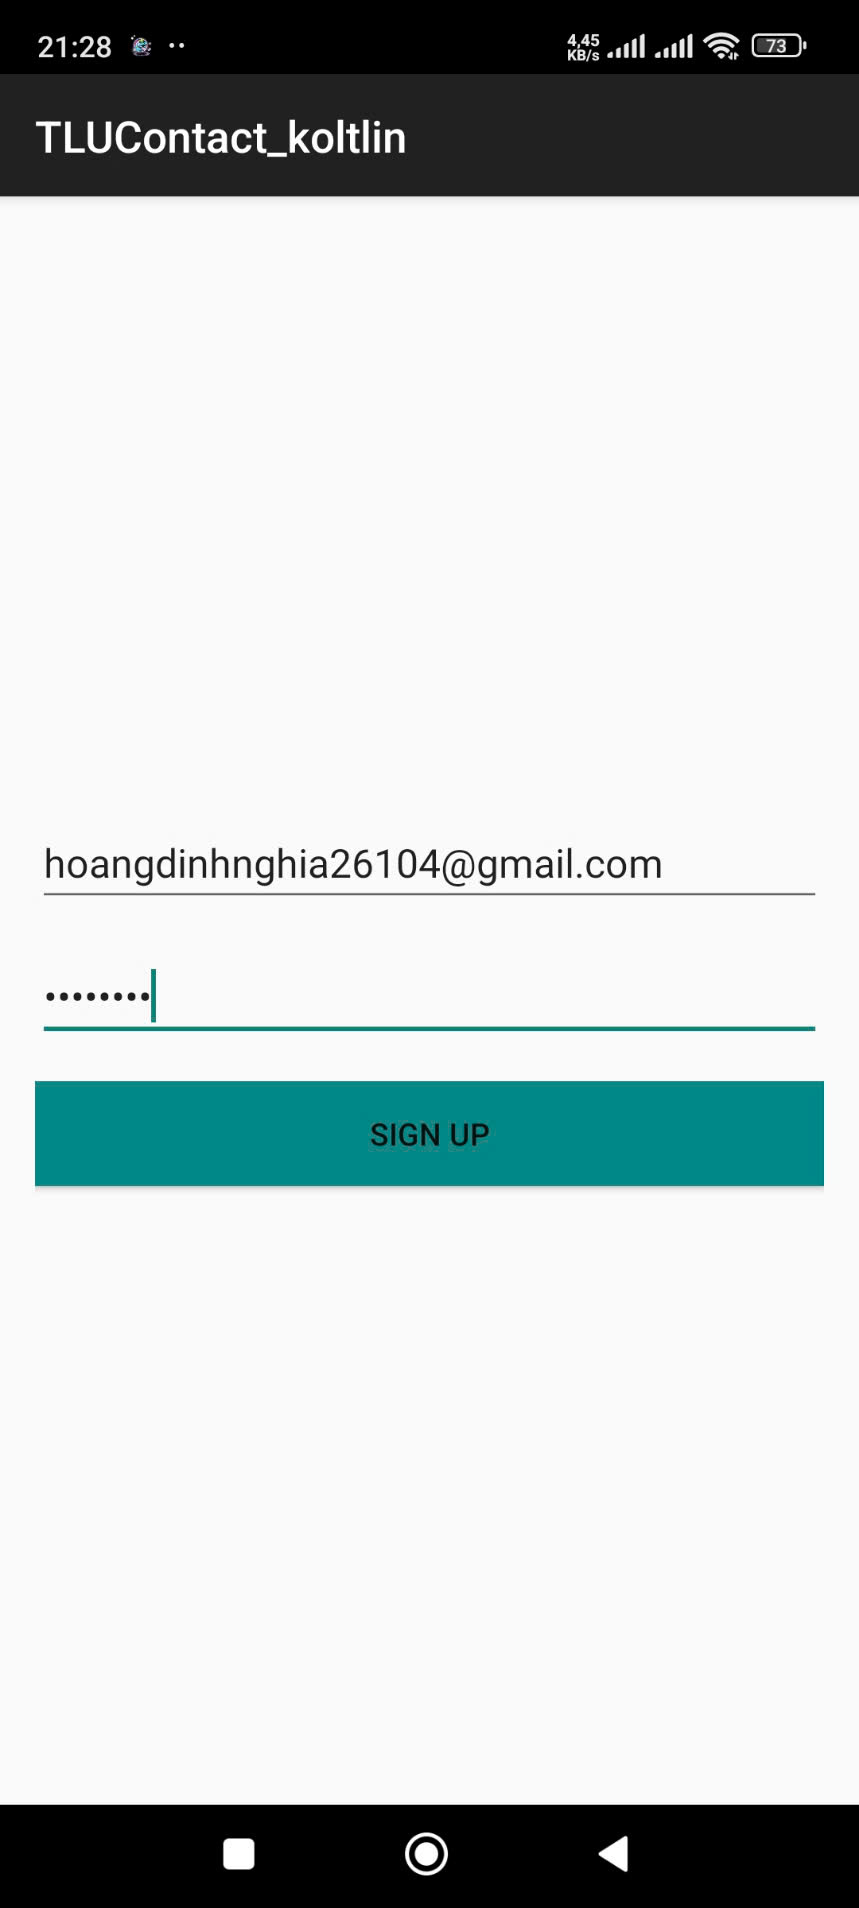 21:28
4,45
KB/s
73
TLUContact_koltlin
hoangdinhnghia26104@gmail.com
••••••••
SIGN UP